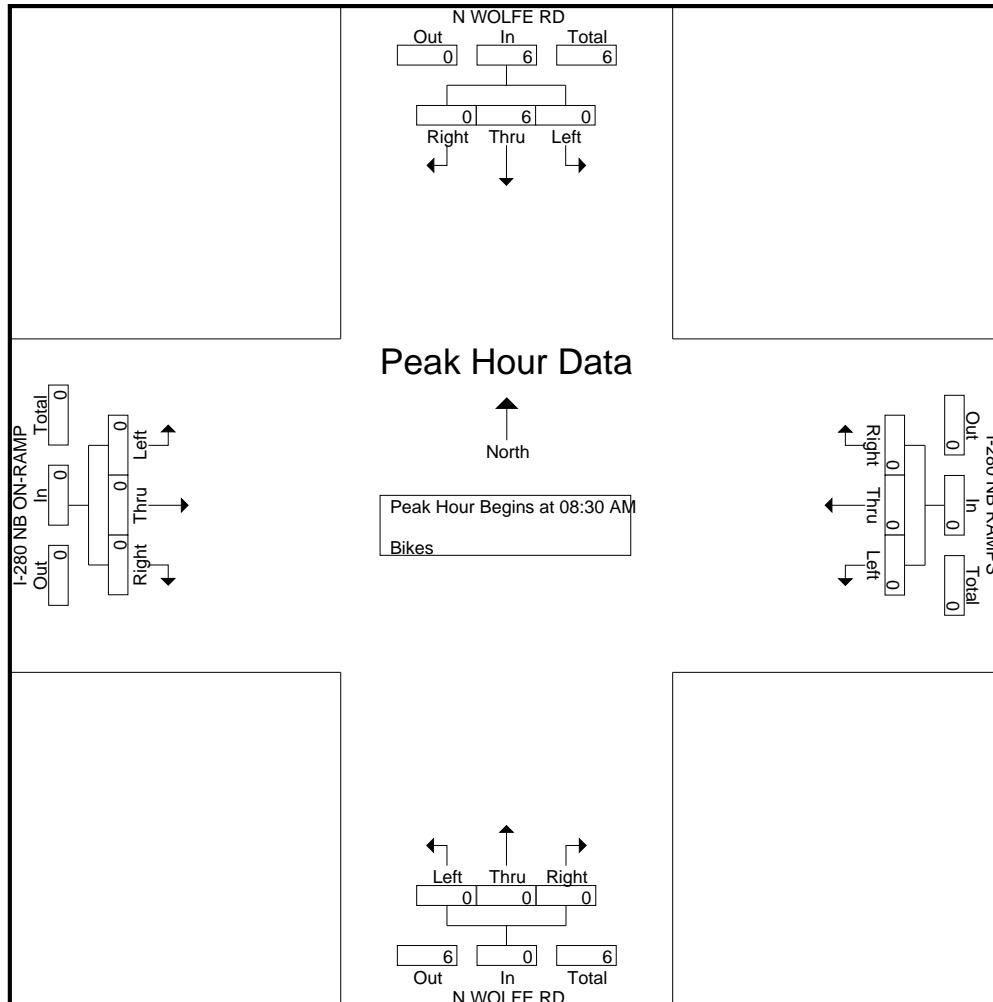 N WOLFE RD
Out In Total
0 6 6
0 6 0
Right Thru Left
Peak Hour Data
North
Peak Hour Begins at 08:30 AM
Bikes
I-280 NB ON-RAMP
Out In Total
0 0 0
0 0 0
Right Thru Left
I-280 NB RAMPS
Out In Total
0 0 0
0 0 0
Right Thru Left
Left Thru Right
0 0 0
6 0 6
Out In Total
N WOLFE RD